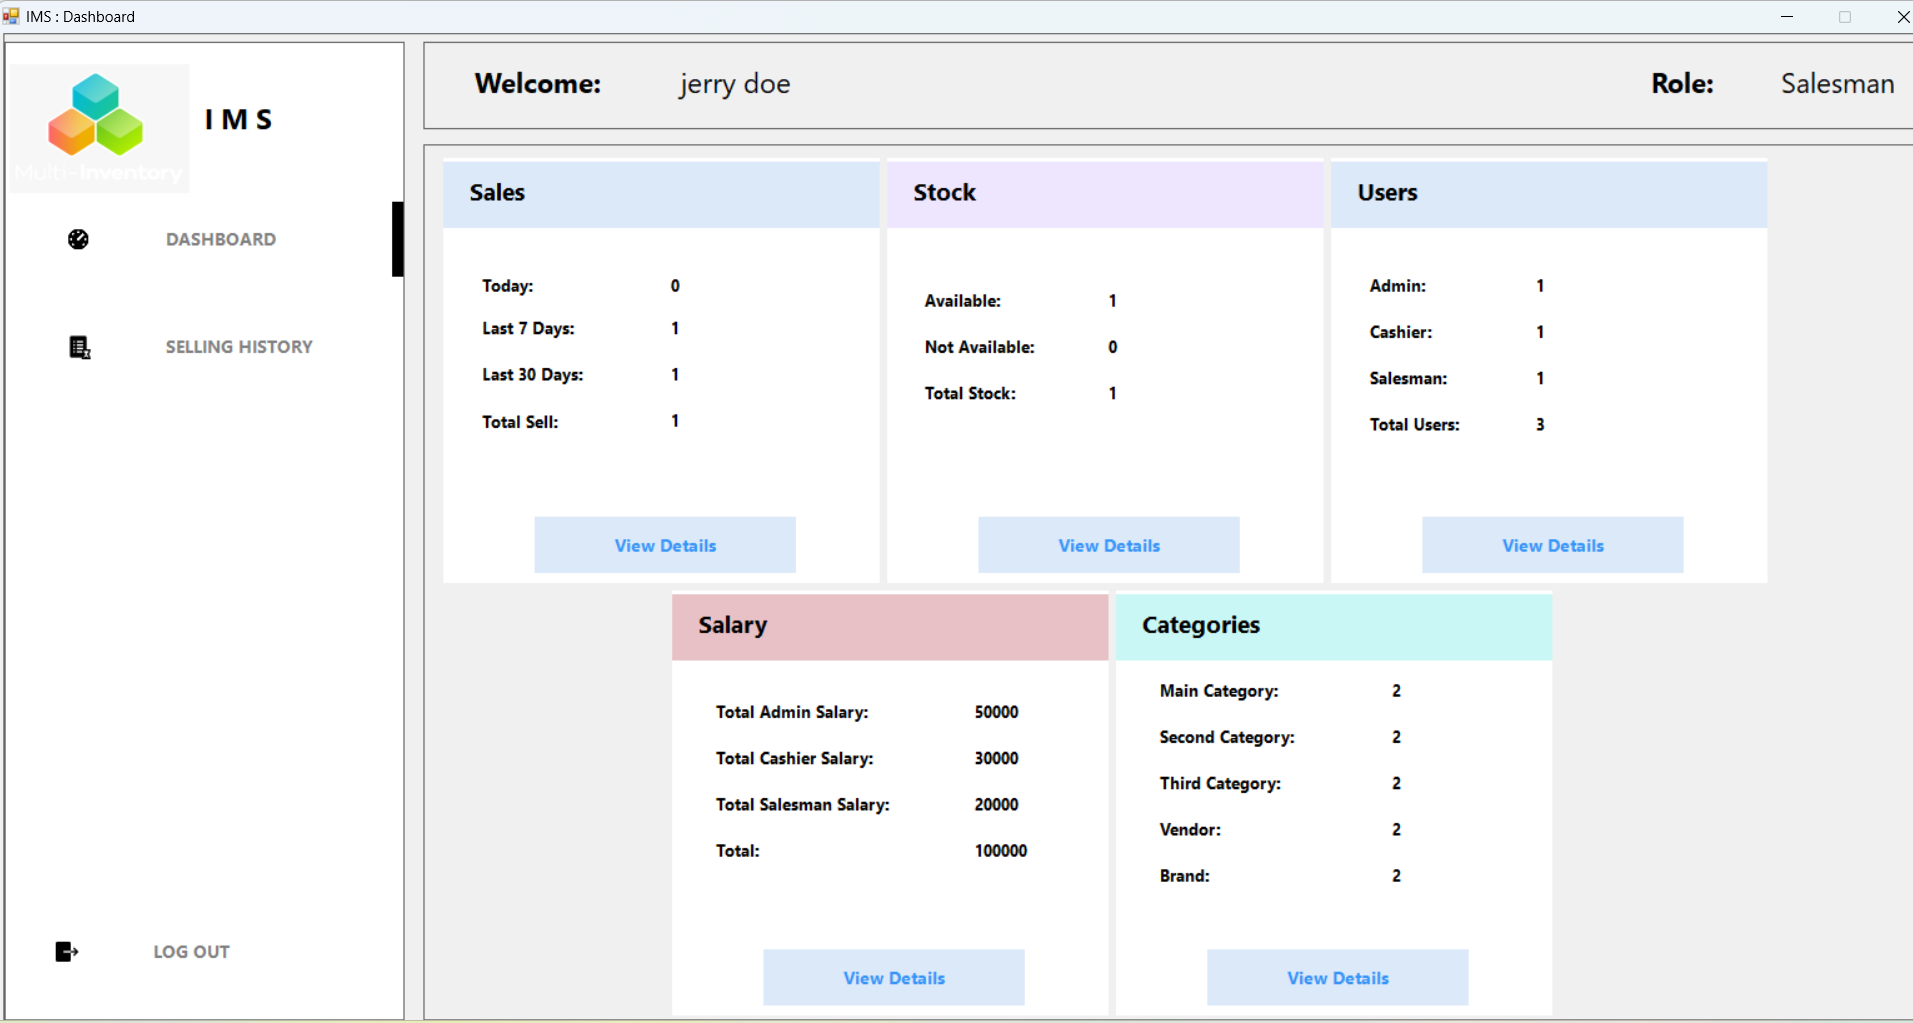 IMS : Dashboard
Welcome: jerry doe Role: Salesman
I M S
Multi-Inventory
DASHBOARD
SELLING HISTORY
LOG OUT
Sales
Today: 0
Last 7 Days: 1
Last 30 Days: 1
Total Sell: 1
View Details
Stock
Available: 1
Not Available: 0
Total Stock: 1
View Details
Users
Admin: 1
Cashier: 1
Salesman: 1
Total Users: 3
View Details
Salary
Total Admin Salary: 50000
Total Cashier Salary: 30000
Total Salesman Salary: 20000
Total: 100000
View Details
Categories
Main Category: 2
Second Category: 2
Third Category: 2
Vendor: 2
Brand: 2
View Details